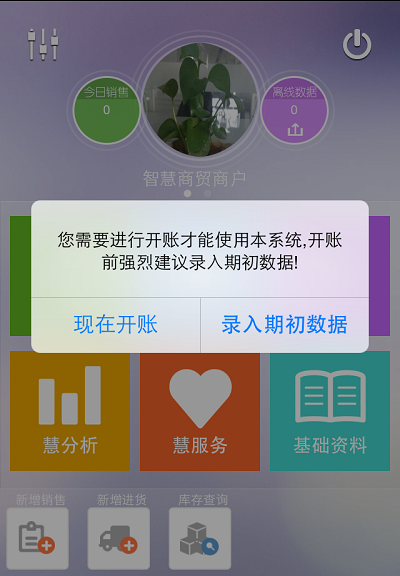 今日销售
0
离线数据
0
智慧商贸商户
您需要进行开账才能使用本系统,开账
前强烈建议录入期初数据!
现在开账
录入期初数据
慧分析
慧服务
基础资料
新增销售
新增进货
库存查询